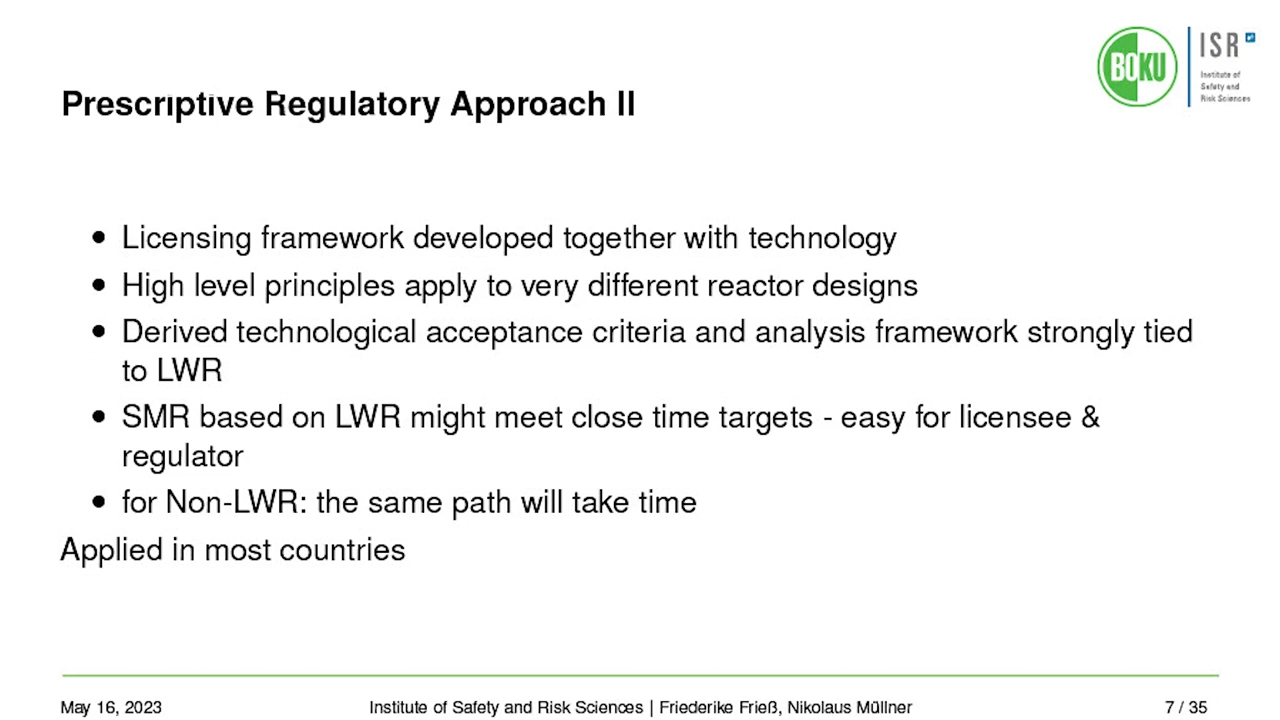 BOKU
ISR
Institute of
Safety and
Risk Sciences
Prescriptive Regulatory Approach II
• Licensing framework developed together with technology
• High level principles apply to very different reactor designs
• Derived technological acceptance criteria and analysis framework strongly tied
to LWR
• SMR based on LWR might meet close time targets - easy for licensee &
regulator
• for Non-LWR: the same path will take time
Applied in most countries
May 16, 2023 Institute of Safety and Risk Sciences | Friederike Frieß, Nikolaus Müllner 7 / 35